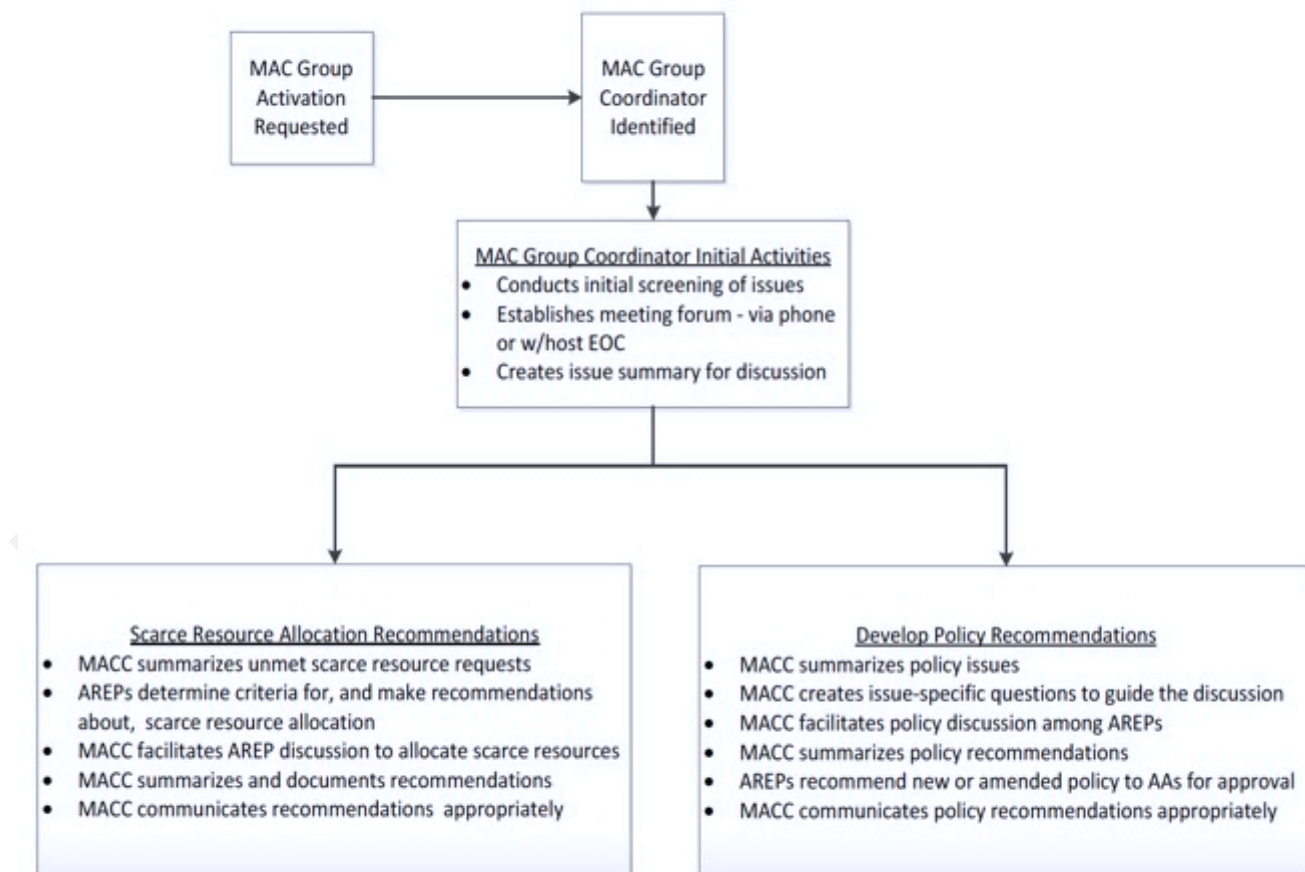 MAC Group
Activation
Requested
MAC Group
Coordinator
Identified
MAC Group Coordinator Initial Activities
• Conducts initial screening of issues
• Establishes meeting forum - via phone
or w/host EOC
• Creates issue summary for discussion
Scarce Resource Allocation Recommendations
• MACC summarizes unmet scarce resource requests
• AREPs determine criteria for, and make recommendations
about, scarce resource allocation
• MACC facilitates AREP discussion to allocate scarce resources
• MACC summarizes and documents recommendations
• MACC communicates recommendations appropriately
Develop Policy Recommendations
• MACC summarizes policy issues
• MACC creates issue-specific questions to guide the discussion
• MACC facilitates policy discussion among AREPs
• MACC summarizes policy recommendations
• AREPs recommend new or amended policy to AAs for approval
• MACC communicates policy recommendations appropriately